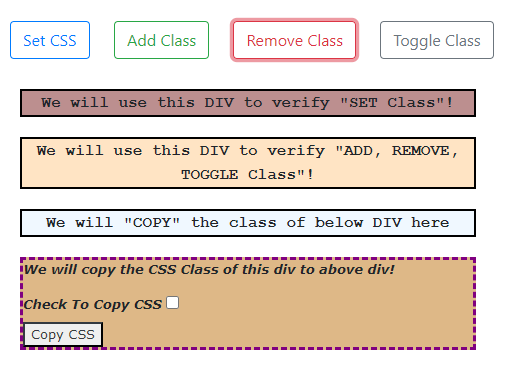 Set CSS Add Class Remove Class Toggle Class
We will use this DIV to verify "SET Class"!
We will use this DIV to verify "ADD, REMOVE,
TOGGLE Class"!
We will "COPY" the class of below DIV here
We will copy the CSS Class of this div to above div!
Check To Copy CSS
Copy CSS